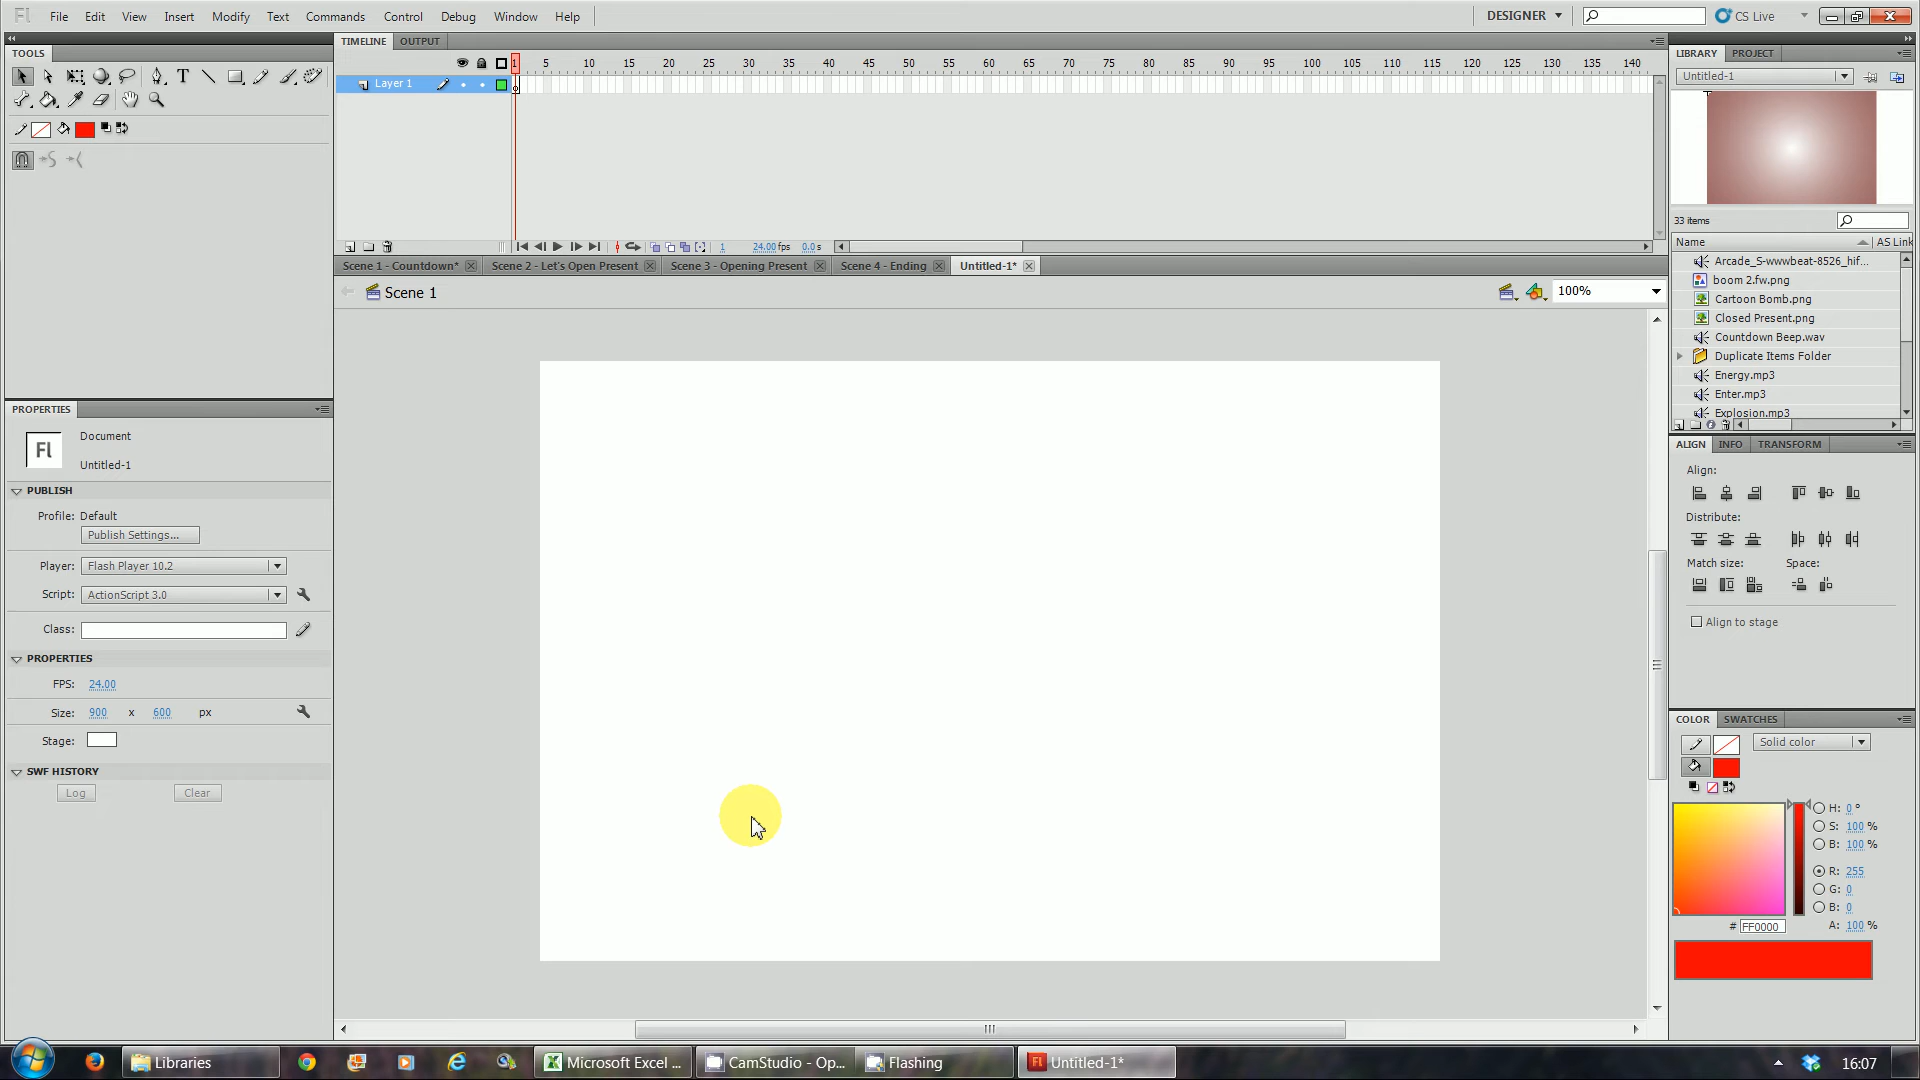 Fl File Edit View Insert Modify Text Commands Control Debug Window Help DESIGNER CS Live
TOOLS
TIMELINE OUTPUT
1 5 10 15 20 25 30 35 40 45 50 55 60 65 70 75 80 85 90 95 100 105 110 115 120 125 130 135 140
Layer 1
1 24.00 fps 0.0 s
Scene 1 - Countdown* Scene 2 - Let's Open Present Scene 3 - Opening Present Scene 4 - Ending Untitled-1*
Scene 1 100%
PROPERTIES
Fl
Document
Untitled-1
PUBLISH
Profile: Default
Publish Settings...
Player: Flash Player 10.2
Script: ActionScript 3.0
Class:
PROPERTIES
FPS: 24.00
Size: 900 x 600 px
Stage:
SWF HISTORY
Log Clear
LIBRARY PROJECT
Untitled-1
33 items
Name AS Link
Arcade_S-wwwbeat-8526_hif...
boom 2.fw.png
Cartoon Bomb.png
Closed Present.png
Countdown Beep.wav
Duplicate Items Folder
Energy.mp3
Enter.mp3
Explosion.mp3
ALIGN INFO TRANSFORM
Align:
Distribute:
Match size: Space:
Align to stage
COLOR SWATCHES
Solid color
H: 0 °
S: 100 %
B: 100 %
R: 255
G: 0
B: 0
# FF0000 A: 100 %
Libraries Microsoft Excel ... CamStudio - Op... Flashing Fl Untitled-1* 16:07